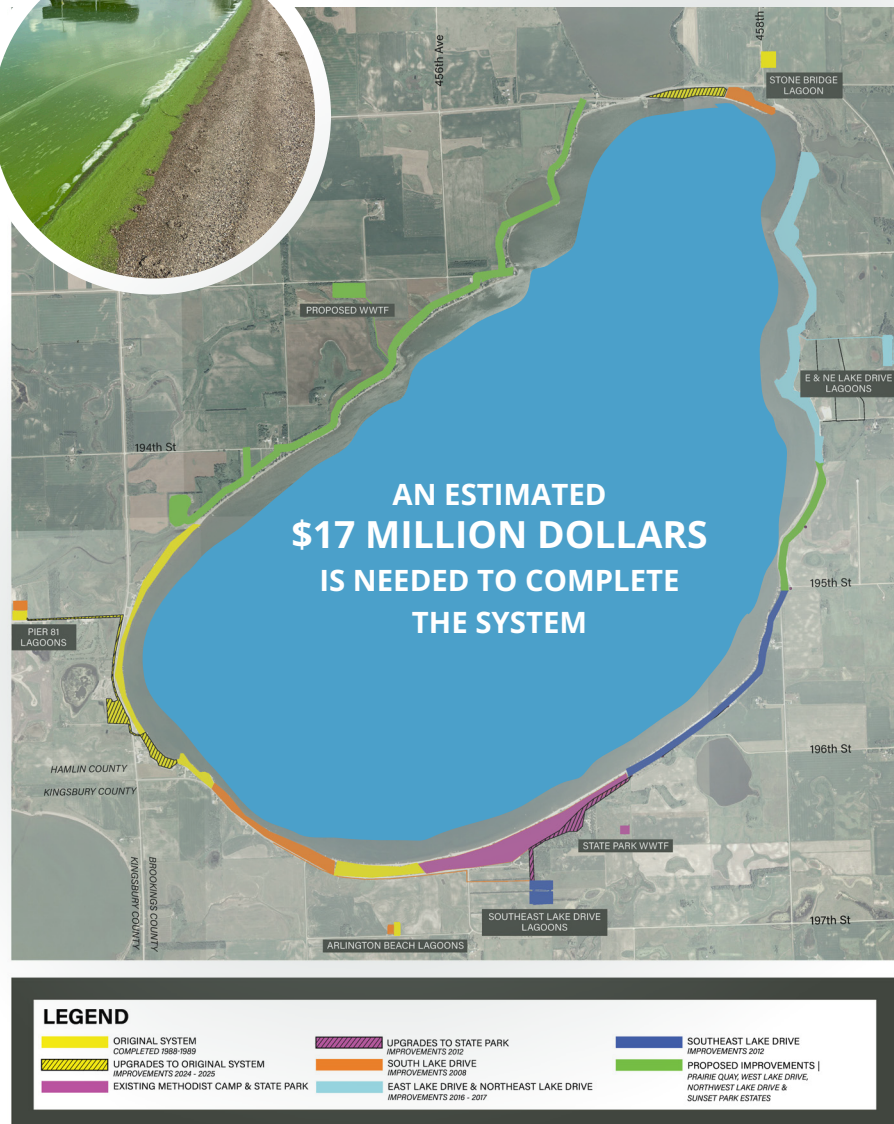 456th Ave
458th
STONE BRIDGE
LAGOON
PROPOSED WWTF
E & NE LAKE DRIVE
LAGOONS
194th St
AN ESTIMATED
$17 MILLION DOLLARS
IS NEEDED TO COMPLETE
THE SYSTEM
195th St
PIER 81
LAGOONS
196th St
HAMLIN COUNTY
KINGSBURY COUNTY
STATE PARK WWTF
KINGSBURY COUNTY
BROOKINGS COUNTY
SOUTHEAST LAKE DRIVE
LAGOONS
197th St
ARLINGTON BEACH LAGOONS
LEGEND
ORIGINAL SYSTEM
COMPLETED 1988-1989
UPGRADES TO ORIGINAL SYSTEM
IMPROVEMENTS 2024 - 2025
EXISTING METHODIST CAMP & STATE PARK
UPGRADES TO STATE PARK
IMPROVEMENTS 2012
SOUTH LAKE DRIVE
IMPROVEMENTS 2008
EAST LAKE DRIVE & NORTHEAST LAKE DRIVE
IMPROVEMENTS 2016 - 2017
SOUTHEAST LAKE DRIVE
IMPROVEMENTS 2012
PROPOSED IMPROVEMENTS |
PRAIRIE QUAY, WEST LAKE DRIVE,
NORTHWEST LAKE DRIVE &
SUNSET PARK ESTATES